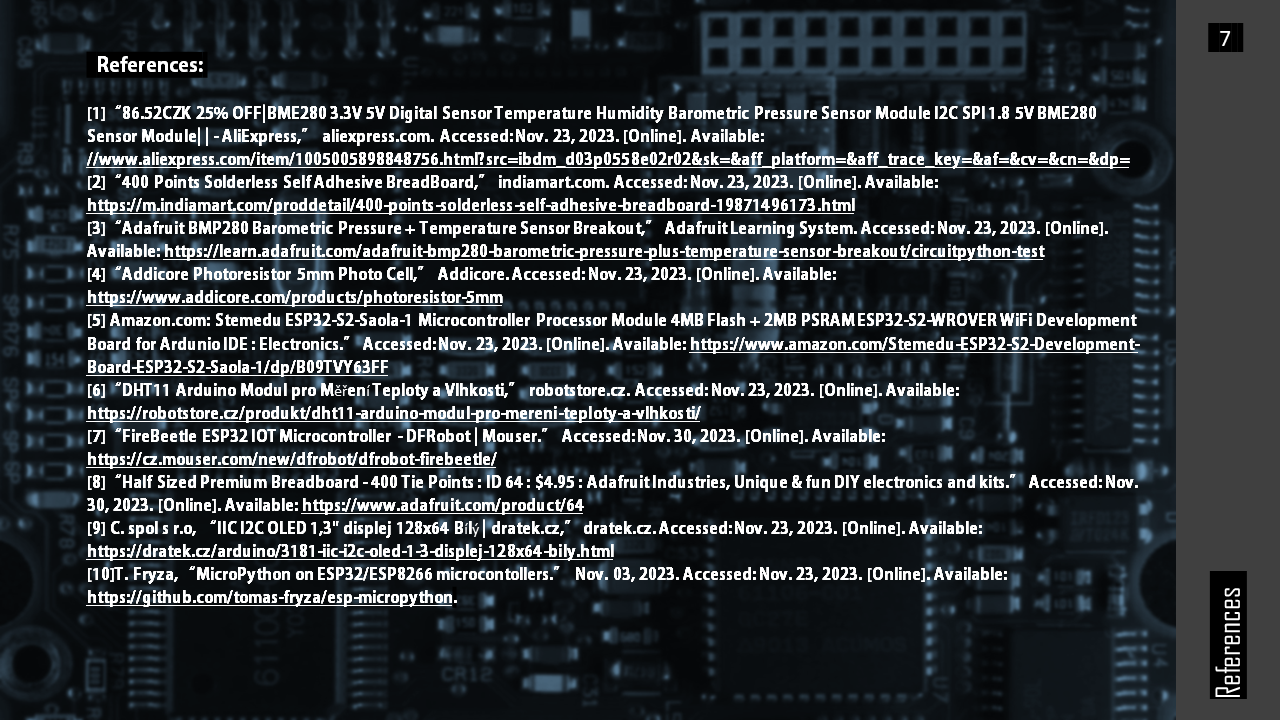 7
References:
[1] “86.52CZK 25% OFF|BME280 3.3V 5V Digital Sensor Temperature Humidity Barometric Pressure Sensor Module I2C SPI 1.8 5V BME280
Sensor Module| | - AliExpress,” aliexpress.com. Accessed: Nov. 23, 2023. [Online]. Available:
//www.aliexpress.com/item/1005005898848756.html?src=ibdm_d03p0558e02r02&sk=&aff_platform=&aff_trace_key=&af=&cv=&cn=&dp=
[2] “400 Points Solderless Self Adhesive BreadBoard,” indiamart.com. Accessed: Nov. 23, 2023. [Online]. Available:
https://m.indiamart.com/proddetail/400-points-solderless-self-adhesive-breadboard-19871496173.html
[3] “Adafruit BMP280 Barometric Pressure + Temperature Sensor Breakout,” Adafruit Learning System. Accessed: Nov. 23, 2023. [Online].
Available: https://learn.adafruit.com/adafruit-bmp280-barometric-pressure-plus-temperature-sensor-breakout/circuitpython-test
[4] “Addicore Photoresistor 5mm Photo Cell,” Addicore. Accessed: Nov. 23, 2023. [Online]. Available:
https://www.addicore.com/products/photoresistor-5mm
[5] Amazon.com: Stemedu ESP32-S2-Saola-1 Microcontroller Processor Module 4MB Flash + 2MB PSRAM ESP32-S2-WROVER WiFi Development
Board for Ardunio IDE : Electronics.” Accessed: Nov. 23, 2023. [Online]. Available: https://www.amazon.com/Stemedu-ESP32-S2-Development-
Board-ESP32-S2-Saola-1/dp/B09TVY63FF
[6] “DHT11 Arduino Modul pro Měření Teploty a Vlhkosti,” robotstore.cz. Accessed: Nov. 23, 2023. [Online]. Available:
https://robotstore.cz/produkt/dht11-arduino-modul-pro-mereni-teploty-a-vlhkosti/
[7] “FireBeetle ESP32 IOT Microcontroller - DFRobot | Mouser.” Accessed: Nov. 30, 2023. [Online]. Available:
https://cz.mouser.com/new/dfrobot/dfrobot-firebeetle/
[8] “Half Sized Premium Breadboard - 400 Tie Points : ID 64 : $4.95 : Adafruit Industries, Unique & fun DIY electronics and kits.” Accessed: Nov.
30, 2023. [Online]. Available: https://www.adafruit.com/product/64
[9] C. spol s r.o, “IIC I2C OLED 1,3" displej 128x64 Bílý | dratek.cz,” dratek.cz. Accessed: Nov. 23, 2023. [Online]. Available:
https://dratek.cz/arduino/3181-iic-i2c-oled-1-3-displej-128x64-bily.html
[10]T. Fryza, “MicroPython on ESP32/ESP8266 microcontollers.” Nov. 03, 2023. Accessed: Nov. 23, 2023. [Online]. Available:
https://github.com/tomas-fryza/esp-micropython.
References
CR12